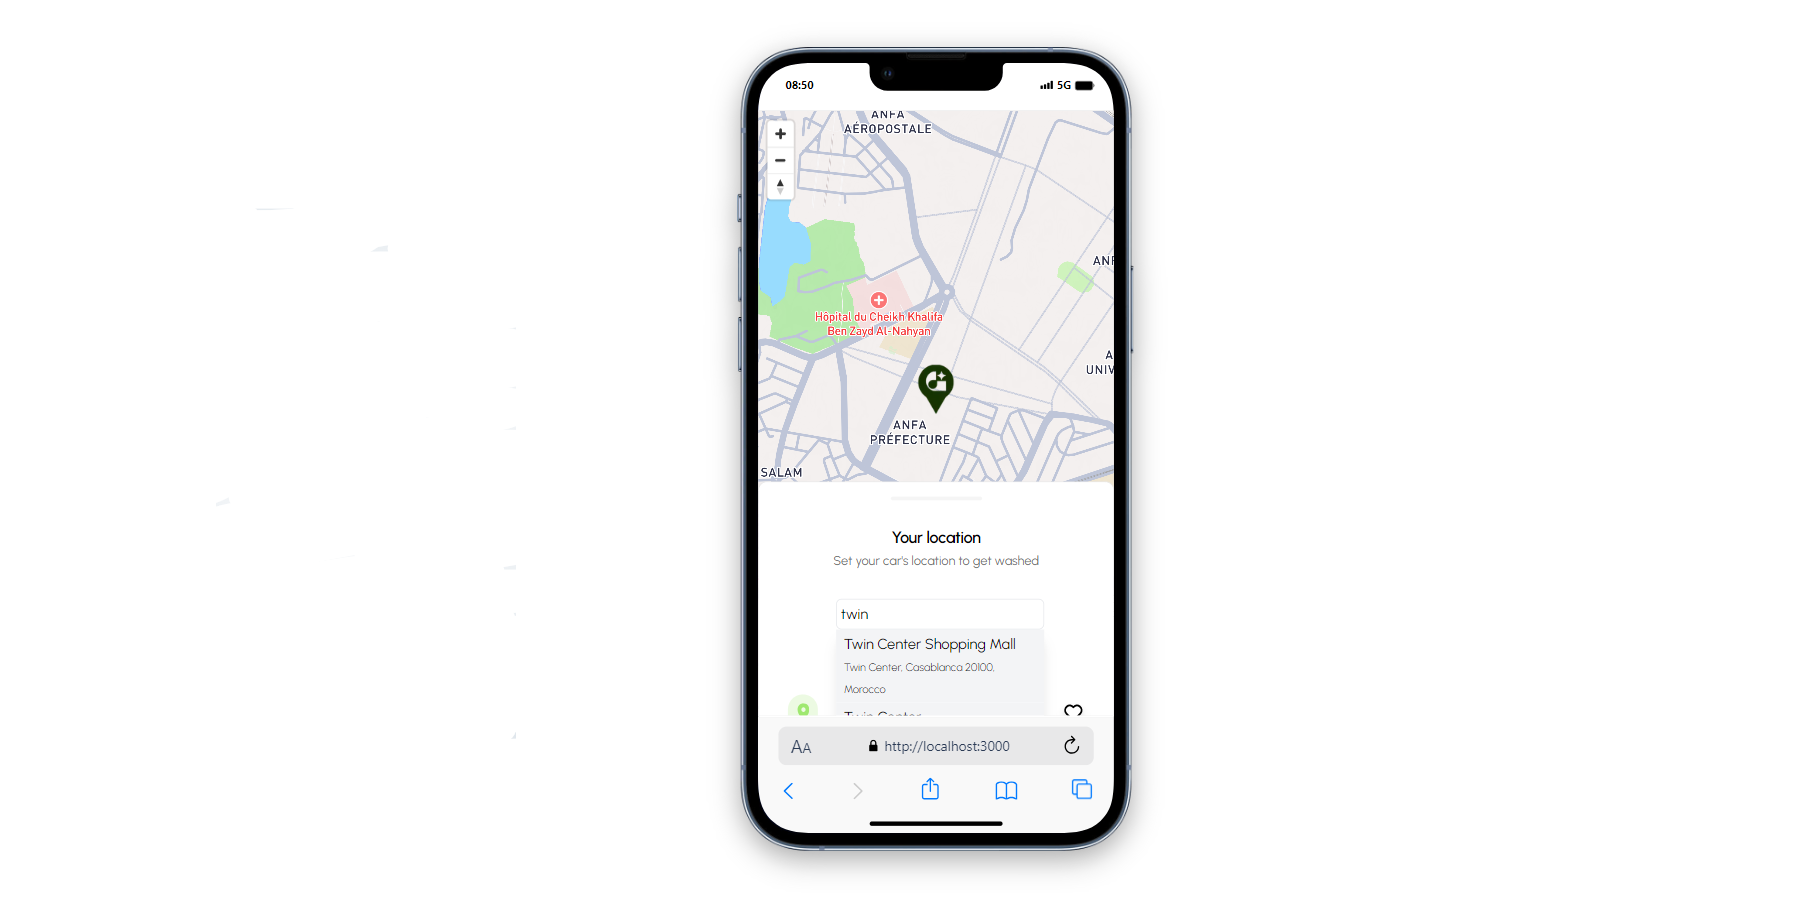 08:50
5G
ANFA
AÉROPOSTALE
ANF
Hôpital du Cheikh Khalifa
Ben Zayd Al-Nahyan
A
UNIV
ANFA
PRÉFECTURE
SALAM
Your location
Set your car's location to get washed
twin
Twin Center Shopping Mall
Twin Center, Casablanca 20100,
Morocco
Twin Center
AA
http://localhost:3000